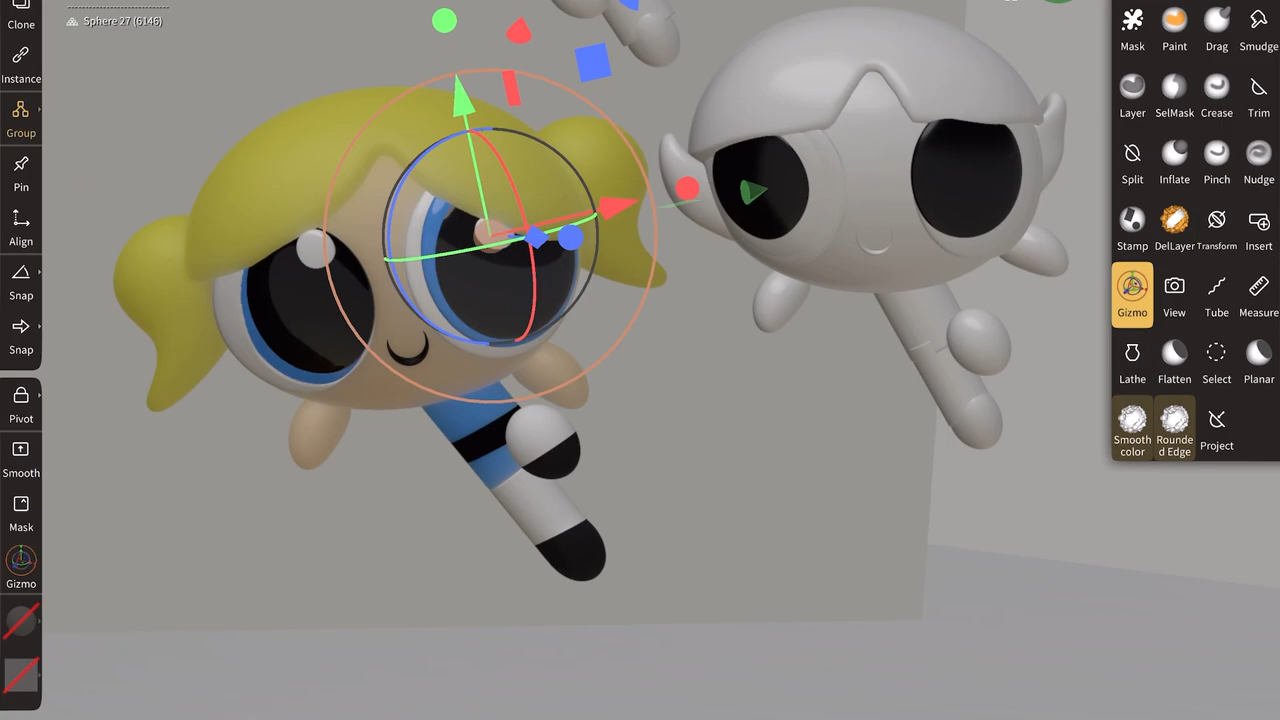 Clone
Sphere 27 (6146)
Instance
Group
Pin
Align
Snap
Snap
Pivot
Smooth
Mask
Gizmo
Mask
Paint
Drag
Smudge
Layer
SelMask
Crease
Trim
Split
Inflate
Pinch
Nudge
Stamp
DeLayer
Transform
Insert
Gizmo
View
Tube
Measure
Lathe
Flatten
Select
Planar
Smooth
color
Rounde
d Edge
Project